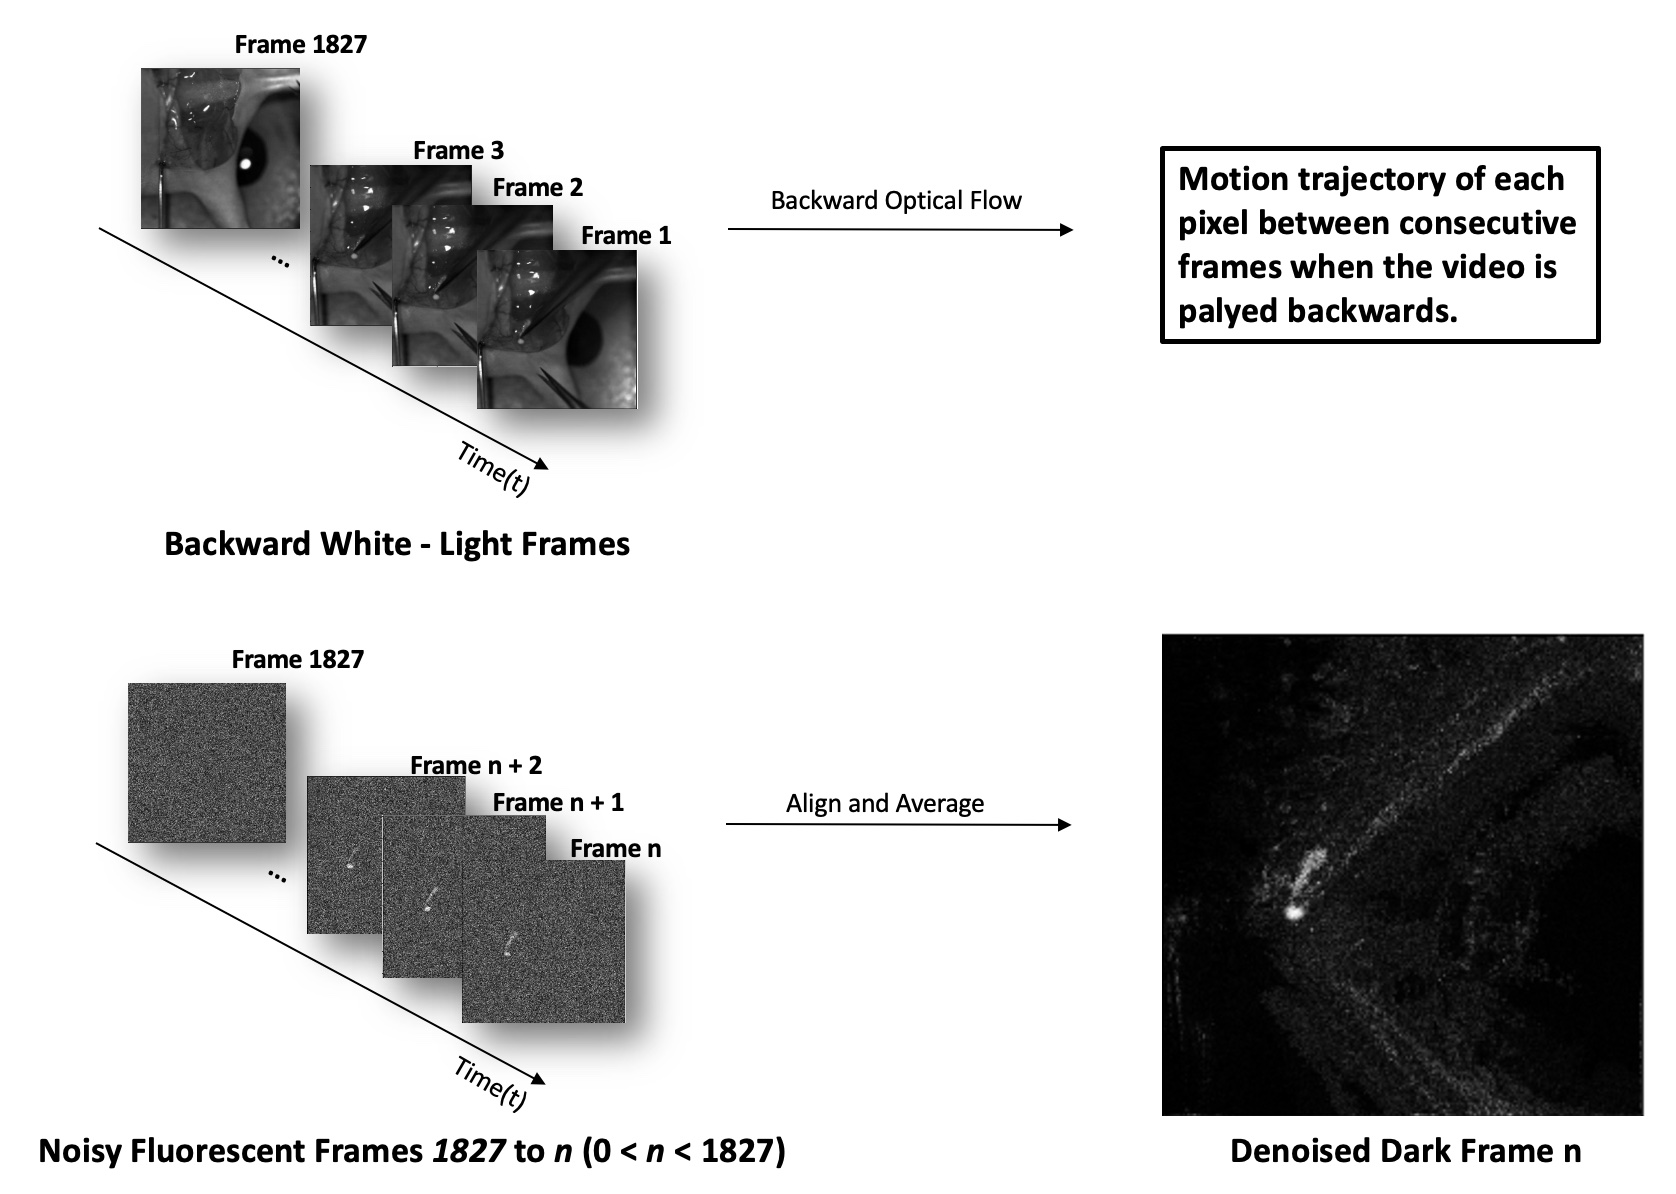 Frame 1827
Frame 3
Frame 2
Frame 1
...
Time(t)
Backward White - Light Frames
Backward Optical Flow
Motion trajectory of each
pixel between consecutive
frames when the video is
palyed backwards.
Frame 1827
Frame n + 2
Frame n + 1
Frame n
...
Time(t)
Noisy Fluorescent Frames 1827 to n (0 < n < 1827)
Align and Average
Denoised Dark Frame n